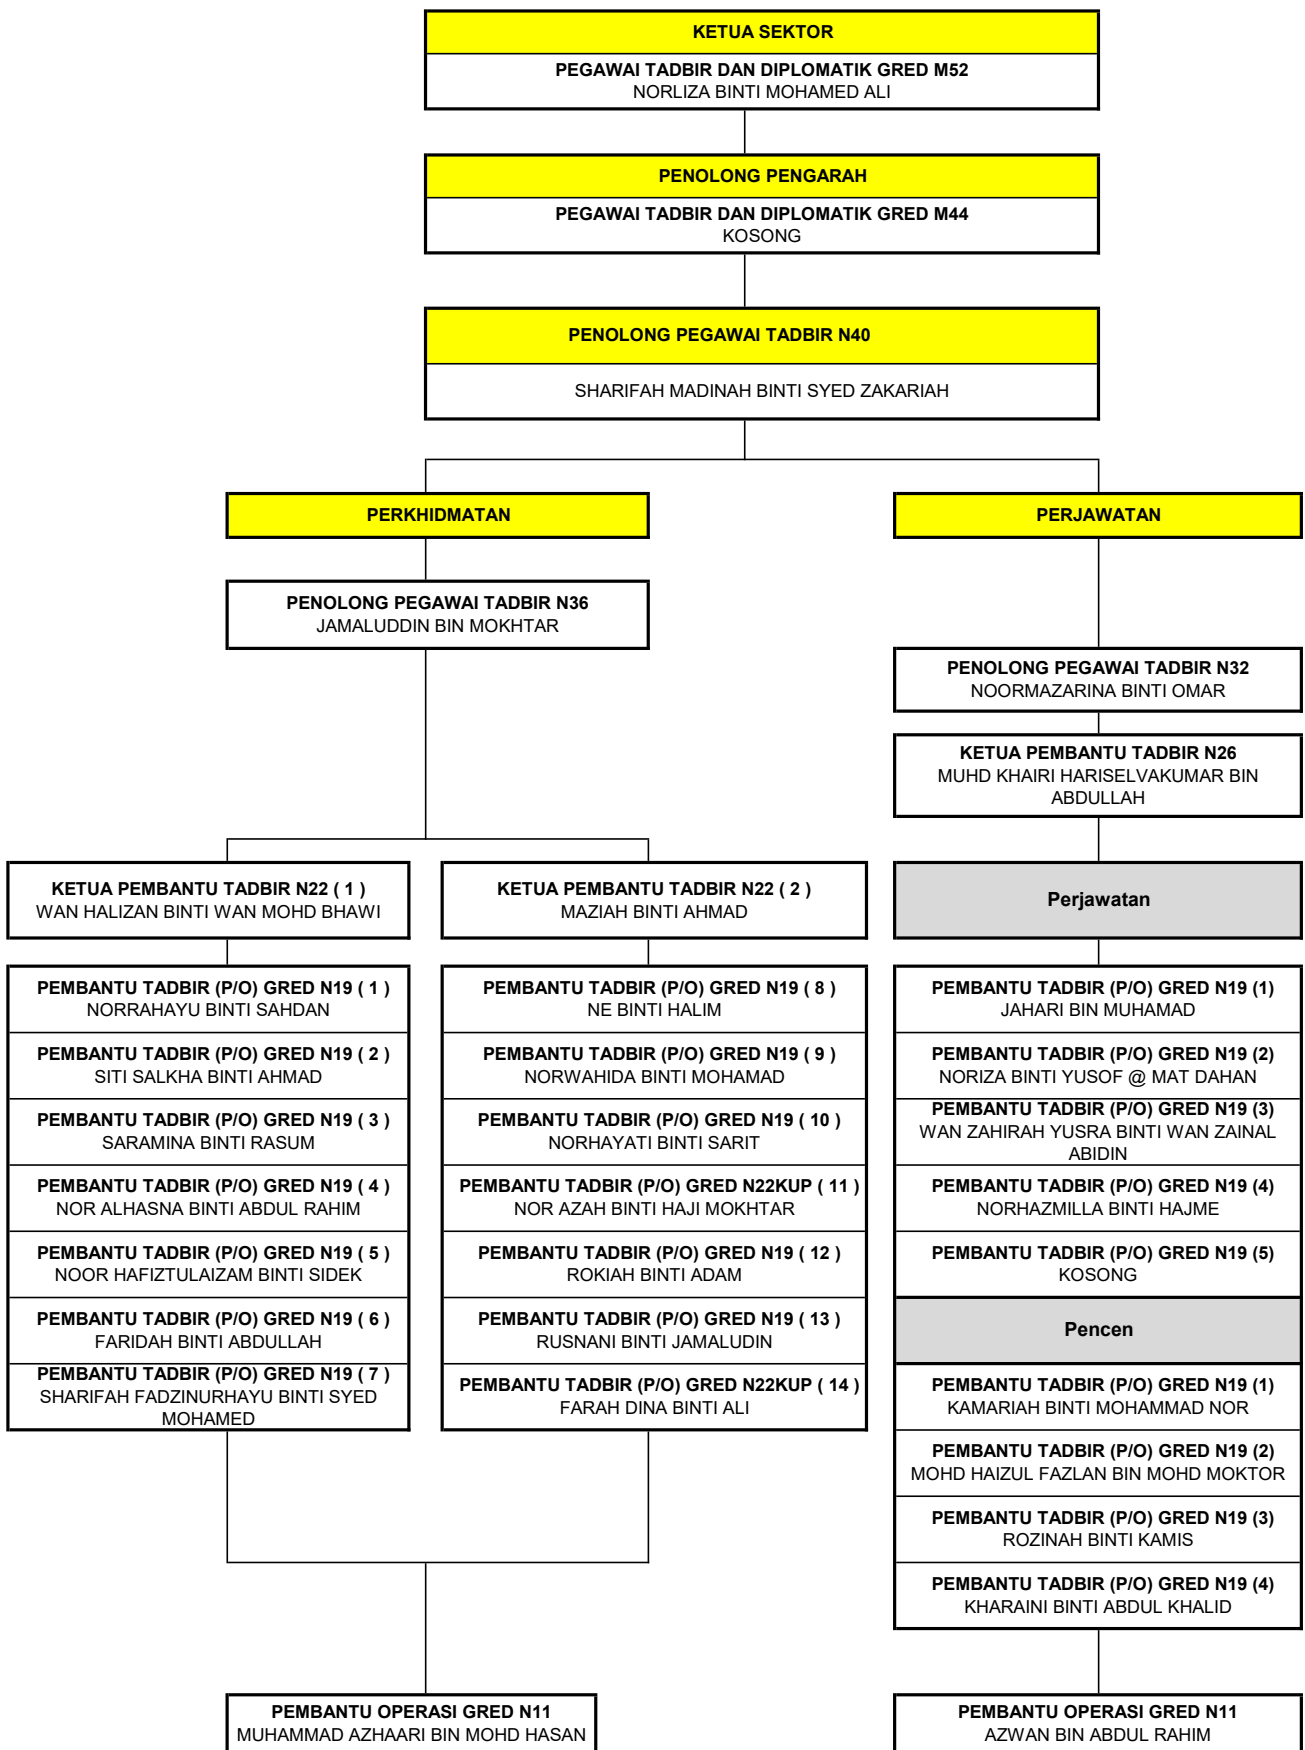 KETUA SEKTOR
PEGAWAI TADBIR DAN DIPLOMATIK GRED M52
NORLIZA BINTI MOHAMED ALI
PENOLONG PENGARAH
PEGAWAI TADBIR DAN DIPLOMATIK GRED M44
KOSONG
PENOLONG PEGAWAI TADBIR N40
SHARIFAH MADINAH BINTI SYED ZAKARIAH
PERKHIDMATAN
PENOLONG PEGAWAI TADBIR N36
JAMALUDDIN BIN MOKHTAR
KETUA PEMBANTU TADBIR N22 ( 1 )
WAN HALIZAN BINTI WAN MOHD BHAWI
PEMBANTU TADBIR (P/O) GRED N19 ( 1 )
NORRAHAYU BINTI SAHDAN
PEMBANTU TADBIR (P/O) GRED N19 ( 2 )
SITI SALKHA BINTI AHMAD
PEMBANTU TADBIR (P/O) GRED N19 ( 3 )
SARAMINA BINTI RASUM
PEMBANTU TADBIR (P/O) GRED N19 ( 4 )
NOR ALHASNA BINTI ABDUL RAHIM
PEMBANTU TADBIR (P/O) GRED N19 ( 5 )
NOOR HAFIZTULAIZAM BINTI SIDEK
PEMBANTU TADBIR (P/O) GRED N19 ( 6 )
FARIDAH BINTI ABDULLAH
PEMBANTU TADBIR (P/O) GRED N19 ( 7 )
SHARIFAH FADZINURHAYU BINTI SYED
MOHAMED
KETUA PEMBANTU TADBIR N22 ( 2 )
MAZIAH BINTI AHMAD
PEMBANTU TADBIR (P/O) GRED N19 ( 8 )
NE BINTI HALIM
PEMBANTU TADBIR (P/O) GRED N19 ( 9 )
NORWAHIDA BINTI MOHAMAD
PEMBANTU TADBIR (P/O) GRED N19 ( 10 )
NORHAYATI BINTI SARIT
PEMBANTU TADBIR (P/O) GRED N22KUP ( 11 )
NOR AZAH BINTI HAJI MOKHTAR
PEMBANTU TADBIR (P/O) GRED N19 ( 12 )
ROKIAH BINTI ADAM
PEMBANTU TADBIR (P/O) GRED N19 ( 13 )
RUSNANI BINTI JAMALUDIN
PEMBANTU TADBIR (P/O) GRED N22KUP ( 14 )
FARAH DINA BINTI ALI
PEMBANTU OPERASI GRED N11
MUHAMMAD AZHAARI BIN MOHD HASAN
PERJAWATAN
PENOLONG PEGAWAI TADBIR N32
NOORMAZARINA BINTI OMAR
KETUA PEMBANTU TADBIR N26
MUHD KHAIRI HARISELVAKUMAR BIN
ABDULLAH
Perjawatan
PEMBANTU TADBIR (P/O) GRED N19 (1)
JAHARI BIN MUHAMAD
PEMBANTU TADBIR (P/O) GRED N19 (2)
NORIZA BINTI YUSOF @ MAT DAHAN
PEMBANTU TADBIR (P/O) GRED N19 (3)
WAN ZAHIRAH YUSRA BINTI WAN ZAINAL
ABIDIN
PEMBANTU TADBIR (P/O) GRED N19 (4)
NORHAZMILLA BINTI HAJME
PEMBANTU TADBIR (P/O) GRED N19 (5)
KOSONG
Pencen
PEMBANTU TADBIR (P/O) GRED N19 (1)
KAMARIAH BINTI MOHAMMAD NOR
PEMBANTU TADBIR (P/O) GRED N19 (2)
MOHD HAIZUL FAZLAN BIN MOHD MOKTOR
PEMBANTU TADBIR (P/O) GRED N19 (3)
ROZINAH BINTI KAMIS
PEMBANTU TADBIR (P/O) GRED N19 (4)
KHARAINI BINTI ABDUL KHALID
PEMBANTU OPERASI GRED N11
AZWAN BIN ABDUL RAHIM